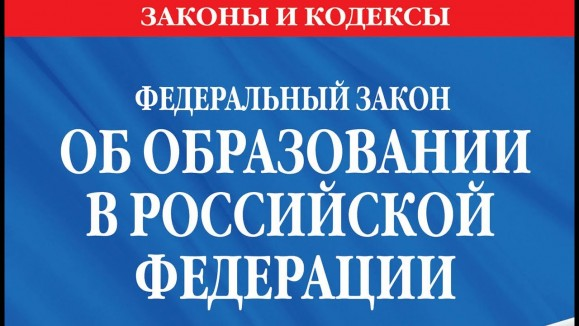 ЗАКОНЫ И КОДЕКСЫ
ФЕДЕРАЛЬНЫЙ ЗАКОН
ОБ ОБРАЗОВАНИИ
В РОССИЙСКОЙ
ФЕДЕРАЦИИ